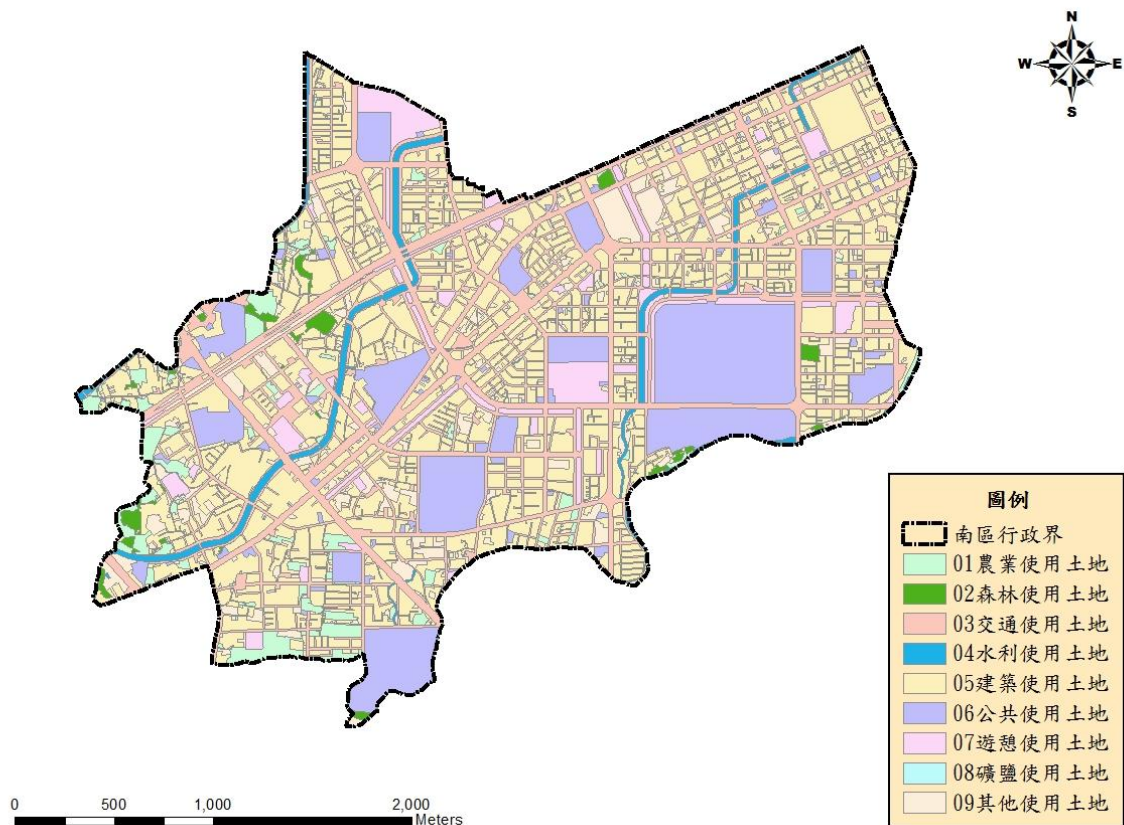 N
W
E
S
圖例
南區行政界
01農業使用土地
02森林使用土地
03交通使用土地
04水利使用土地
05建築使用土地
06公共使用土地
07遊憩使用土地
08礦鹽使用土地
09其他使用土地
0 500 1,000 2,000
Meters